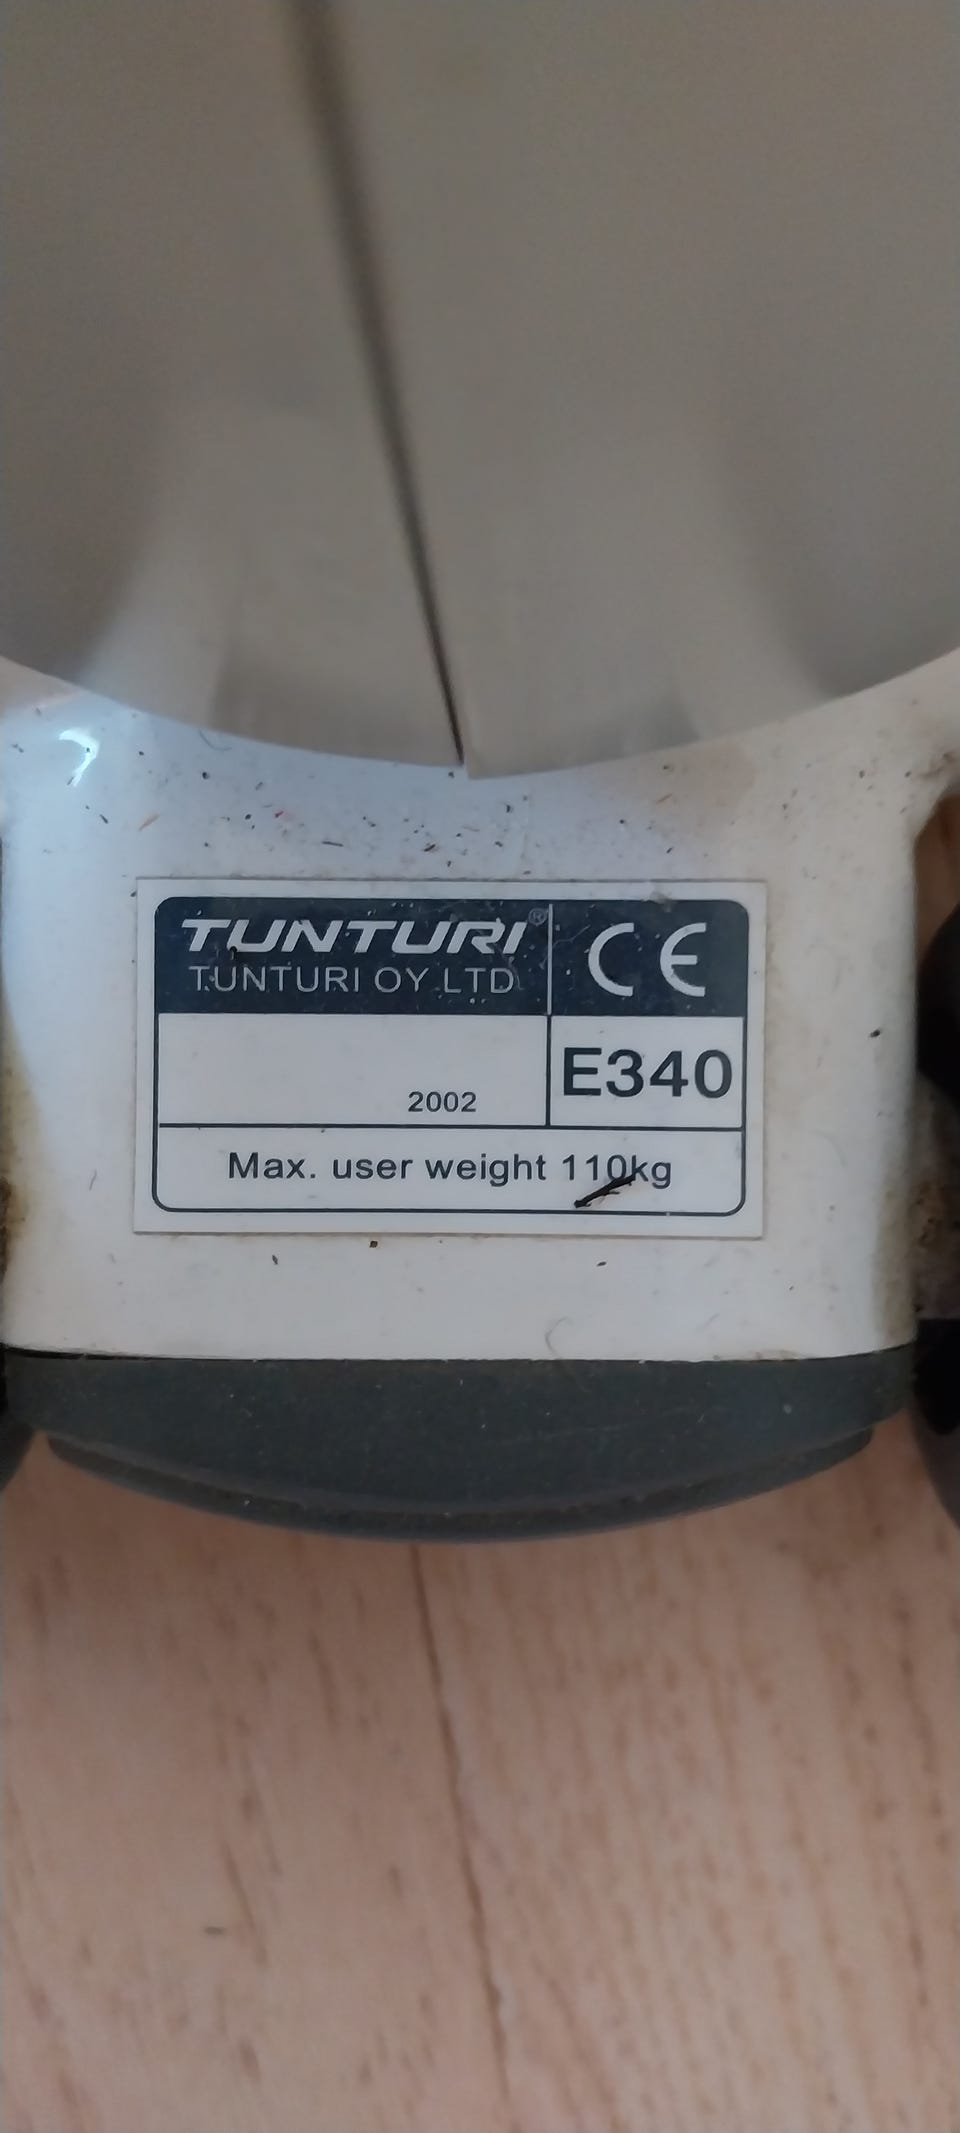 TUNTURI®
TUNTURI OY LTD
CE
2002
E340
Max. user weight 110kg